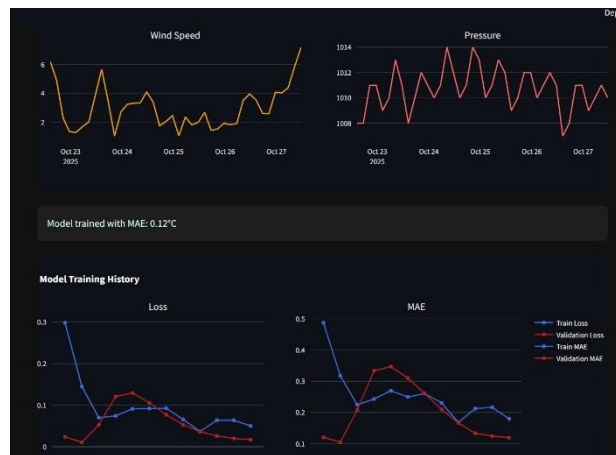 Dep
Wind Speed
Pressure
6
4
2
Oct 23
2025
Oct 24
Oct 25
Oct 26
Oct 27
1014
1012
1010
1008
Oct 23
2025
Oct 24
Oct 25
Oct 26
Oct 27
Model trained with MAE: 0.12°C
Model Training History
Loss
MAE
0.3
0.2
0.1
0
0.5
0.4
0.3
0.2
0.1
Train Loss
Validation Loss
Train MAE
Validation MAE